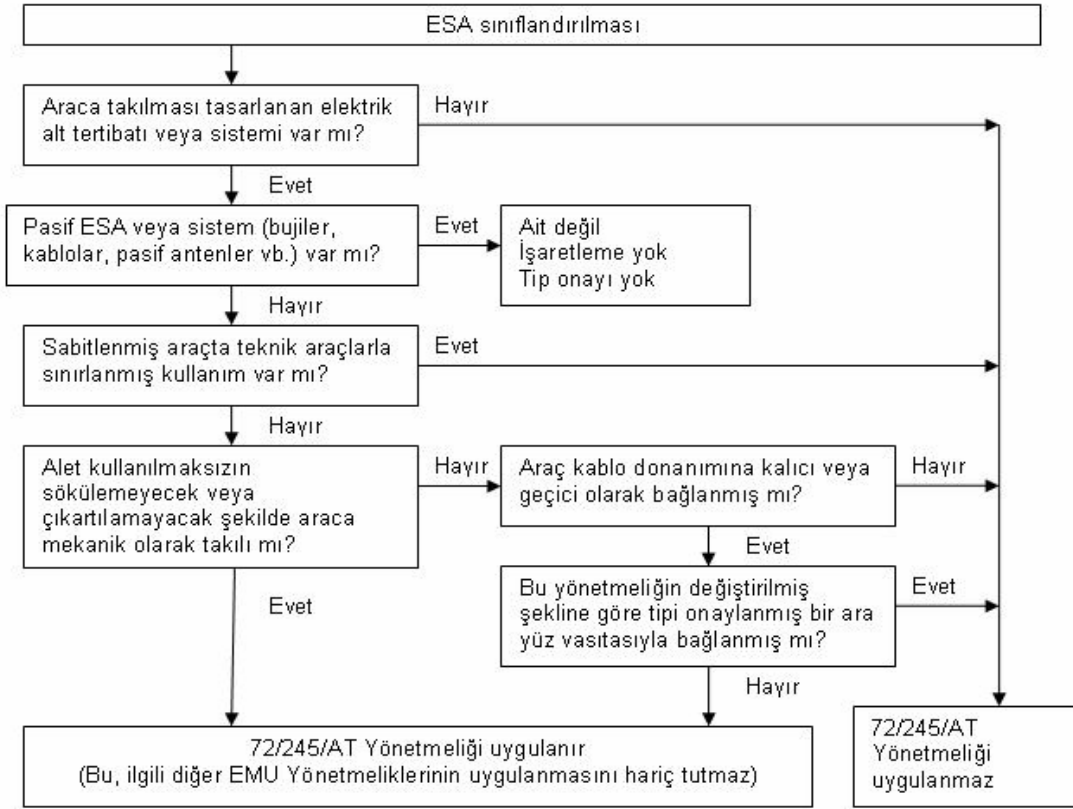 ESA sınıflandırılması
Araca takılması tasarlanan elektrik
alt tertibatı veya sistemi var mı?
Hayır
Evet
Pasif ESA veya sistem (bujiler,
kablolar, pasif antenler vb.) var mı?
Evet
Ait değil
İşaretleme yok
Tip onayı yok
Hayır
Sabitlenmiş araçta teknik araçlarla
sınırlanmış kullanım var mı?
Evet
Hayır
Alet kullanılmaksızın
sökülemeyecek veya
çıkartılamayacak şekilde araca
mekanik olarak takılı mı?
Hayır
Araç kablo donanımına kalıcı veya
geçici olarak bağlanmış mı?
Hayır
Evet
Evet
Bu yönetmeliğin değiştirilmiş
şekline göre tipi onaylanmış bir ara
yüz vasıtasıyla bağlanmış mı?
Evet
Hayır
72/245/AT Yönetmeliği uygulanır
(Bu, ilgili diğer EMU Yönetmeliklerinin uygulanmasını hariç tutmaz)
72/245/AT
Yönetmeliği
uygulanmaz